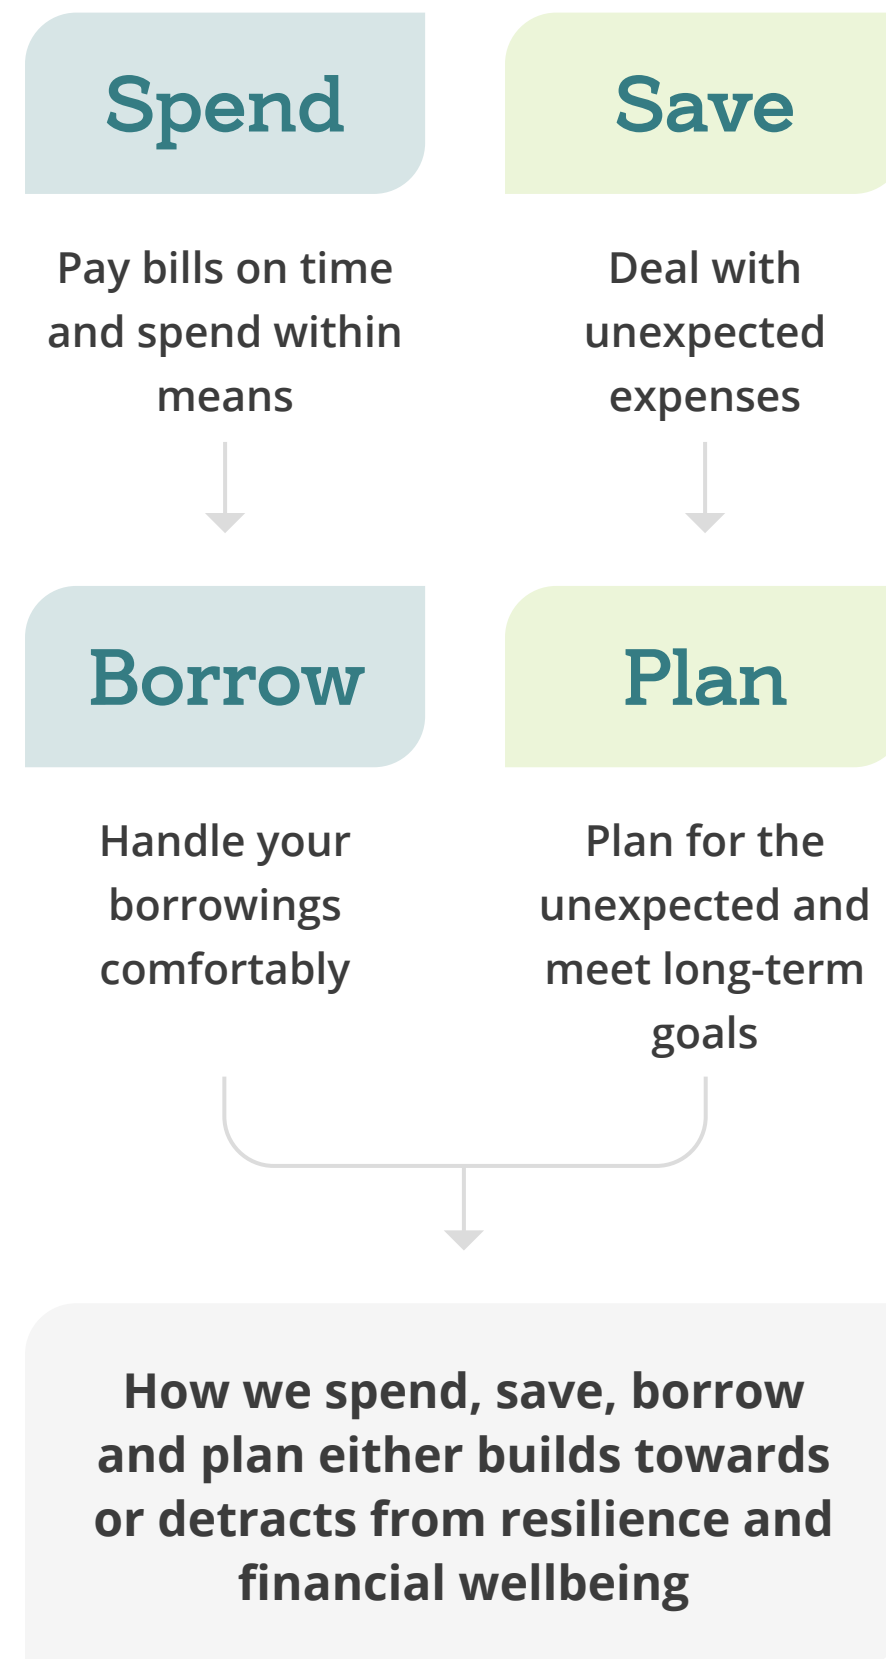 Spend
Pay bills on time
and spend within
means
Save
Deal with
unexpected
expenses
Borrow
Handle your
borrowings
comfortably
Plan
Plan for the
unexpected and
meet long-term
goals
How we spend, save, borrow
and plan either builds towards
or detracts from resilience and
financial wellbeing